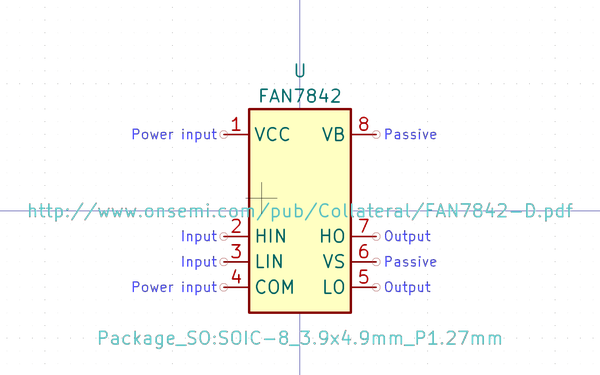 U
FAN7842
Power input 1 VCC VB 8 Passive
http://www.onsemi.com/pub/Collateral/FAN7842-D.pdf
Input 2 HIN HO 7 Output
Input 3 LIN VS 6 Passive
Power input 4 COM LO 5 Output
Package_SO:SOIC-8_3.9x4.9mm_P1.27mm